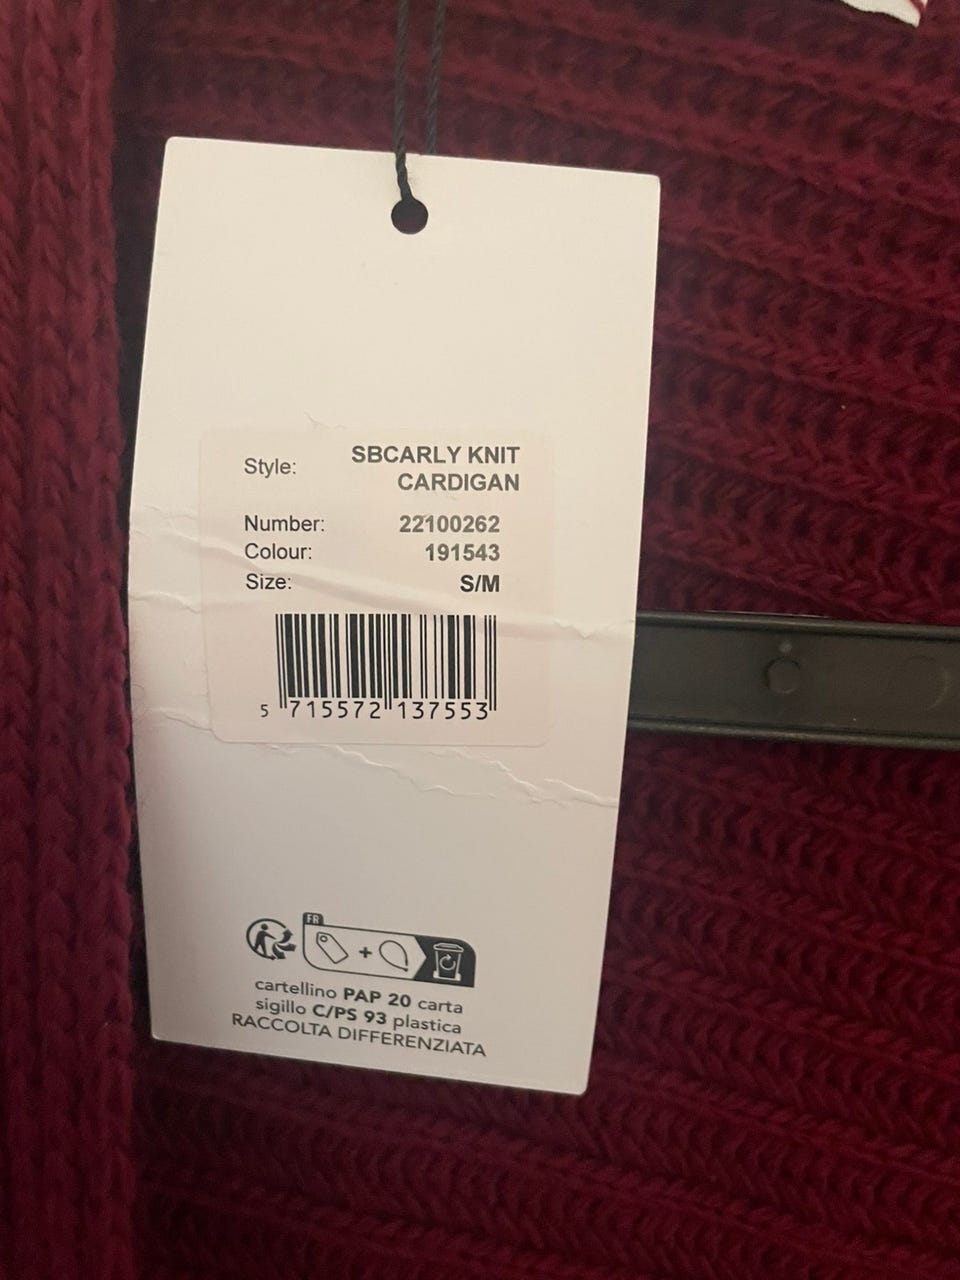 Style: SBCARLY KNIT
CARDIGAN
Number: 22100262
Colour: 191543
Size: S/M
5 715572 137553
FR
cartellino PAP 20 carta
sigillo C/PS 93 plastica
RACCOLTA DIFFERENZIATA